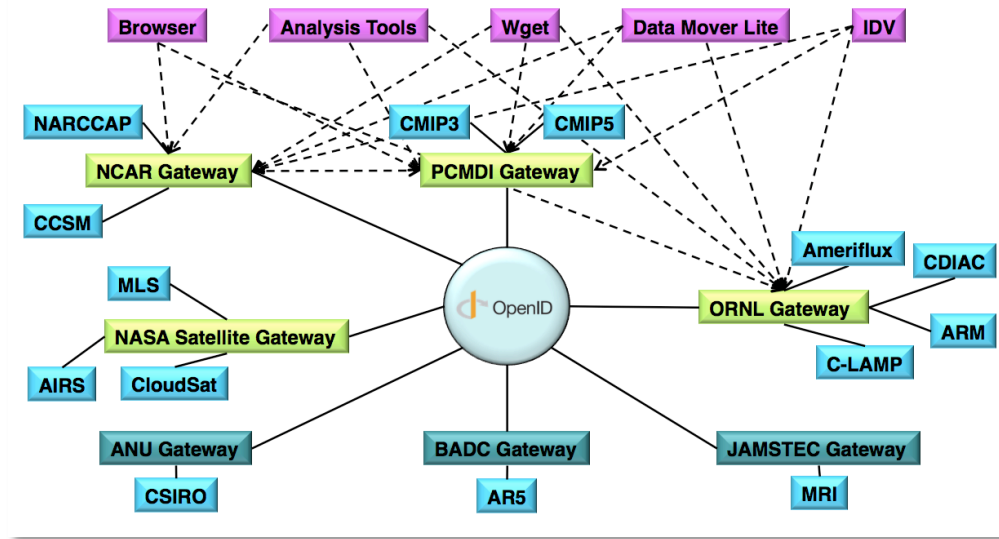 Browser
Analysis Tools
Wget
Data Mover Lite
IDV
NARCCAP
CMIP3
CMIP5
NCAR Gateway
PCMDI Gateway
CCSM
Ameriflux
CDIAC
MLS
OpenID
ORNL Gateway
NASA Satellite Gateway
ARM
AIRS
CloudSat
C-LAMP
ANU Gateway
BADC Gateway
JAMSTEC Gateway
CSIRO
AR5
MRI